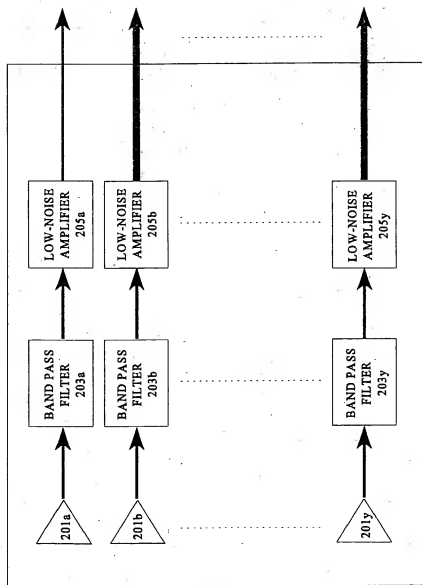 LOW-NOISE
AMPLIFIER
205a
LOW-NOISE
AMPLIFIER
205b
LOW-NOISE
AMPLIFIER
205y
BAND PASS
FILTER
203a
BAND PASS
FILTER
203b
BAND PASS
FILTER
203y
201a
201b
201y